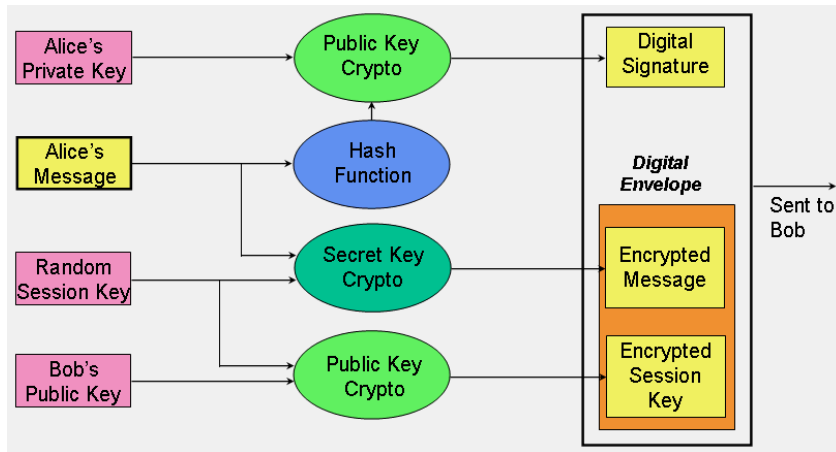 Alice's
Private Key
Public Key
Crypto
Digital
Signature
Alice's
Message
Hash
Function
Digital
Envelope
Sent to
Bob
Random
Session Key
Secret Key
Crypto
Encrypted
Message
Bob's
Public Key
Public Key
Crypto
Encrypted
Session
Key